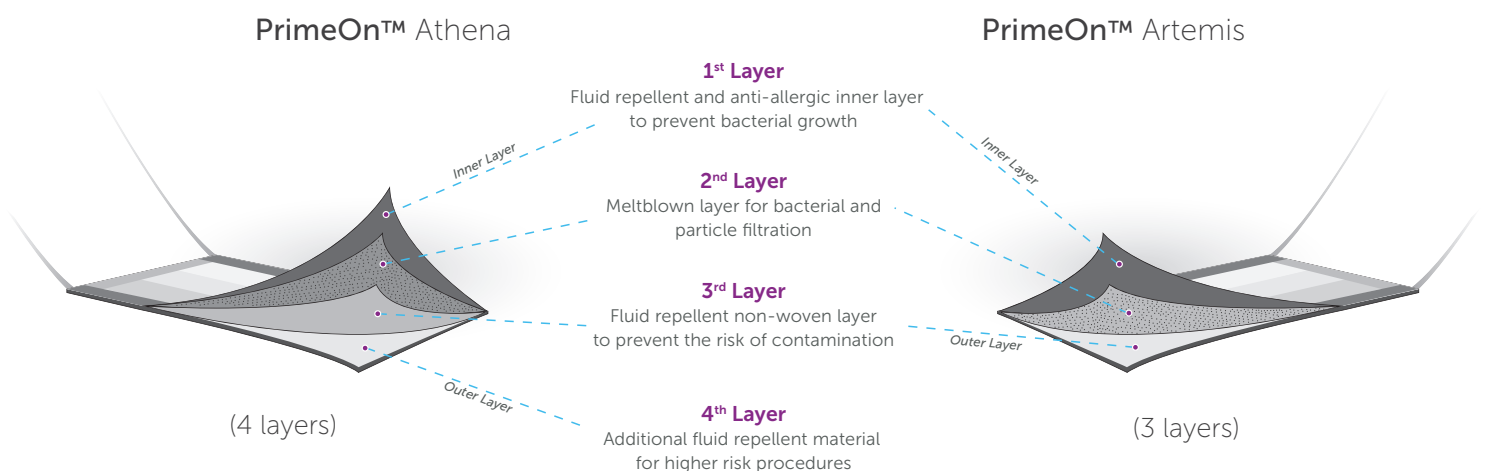 PrimeOn™ Athena
PrimeOn™ Artemis
1st Layer
Fluid repellent and anti-allergic inner layer
to prevent bacterial growth
Inner Layer
Inner Layer
2nd Layer
Meltblown layer for bacterial and
particle filtration
3rd Layer
Fluid repellent non-woven layer
to prevent the risk of contamination
Outer Layer
Outer Layer
(4 layers)
(3 layers)
4th Layer
Additional fluid repellent material
for higher risk procedures